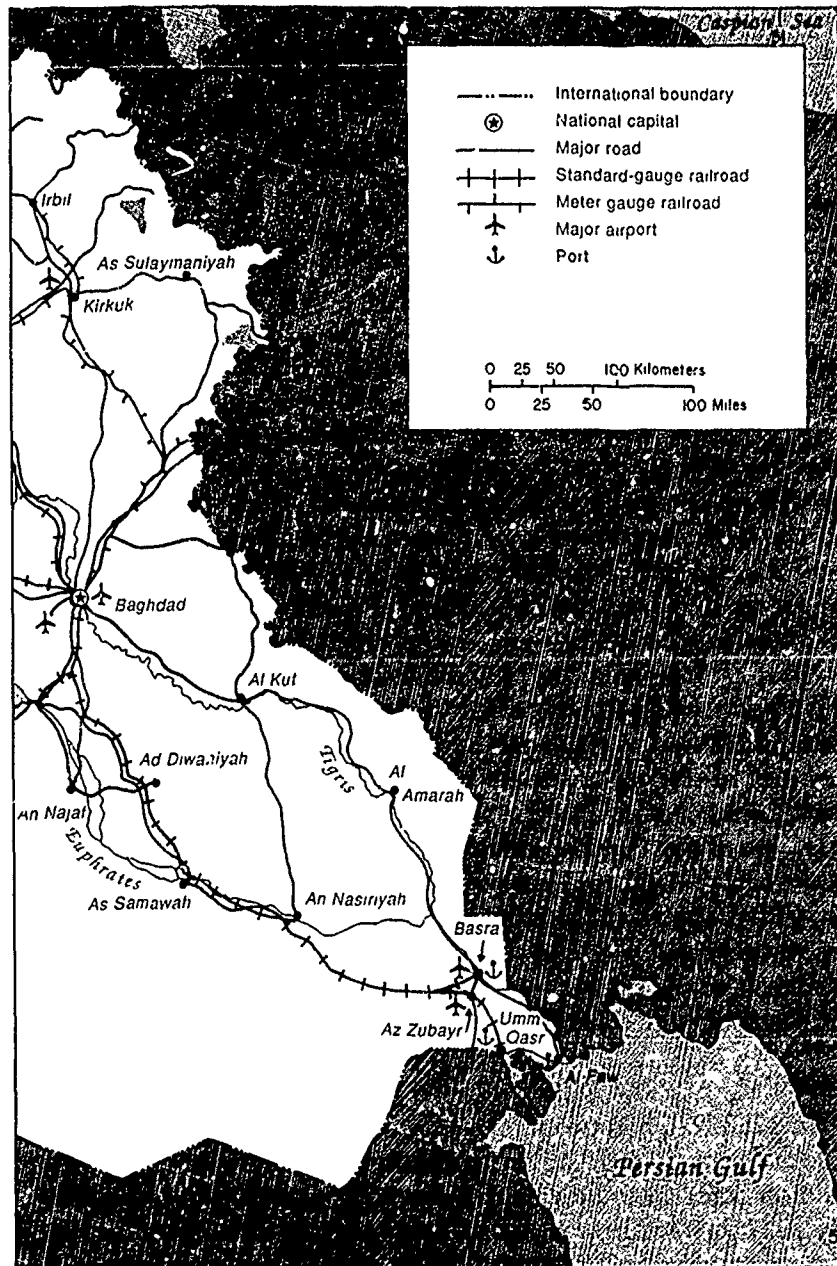 Caspian Sea
International boundary
National capital
Major road
Standard-gauge railroad
Meter gauge railroad
Major airport
Port
0 25 50 100 Kilometers
0 25 50 100 Miles
Irbil
As Sulaymaniyah
Kirkuk
Baghdad
Al Kut
Tigris
Ad Diwaniyah
Al
Amarah
An Najaf
Euphrates
As Samawah
An Nasiriyah
Basra
Az Zubayr
Umm
Qasr
Al Faw
Persian Gulf